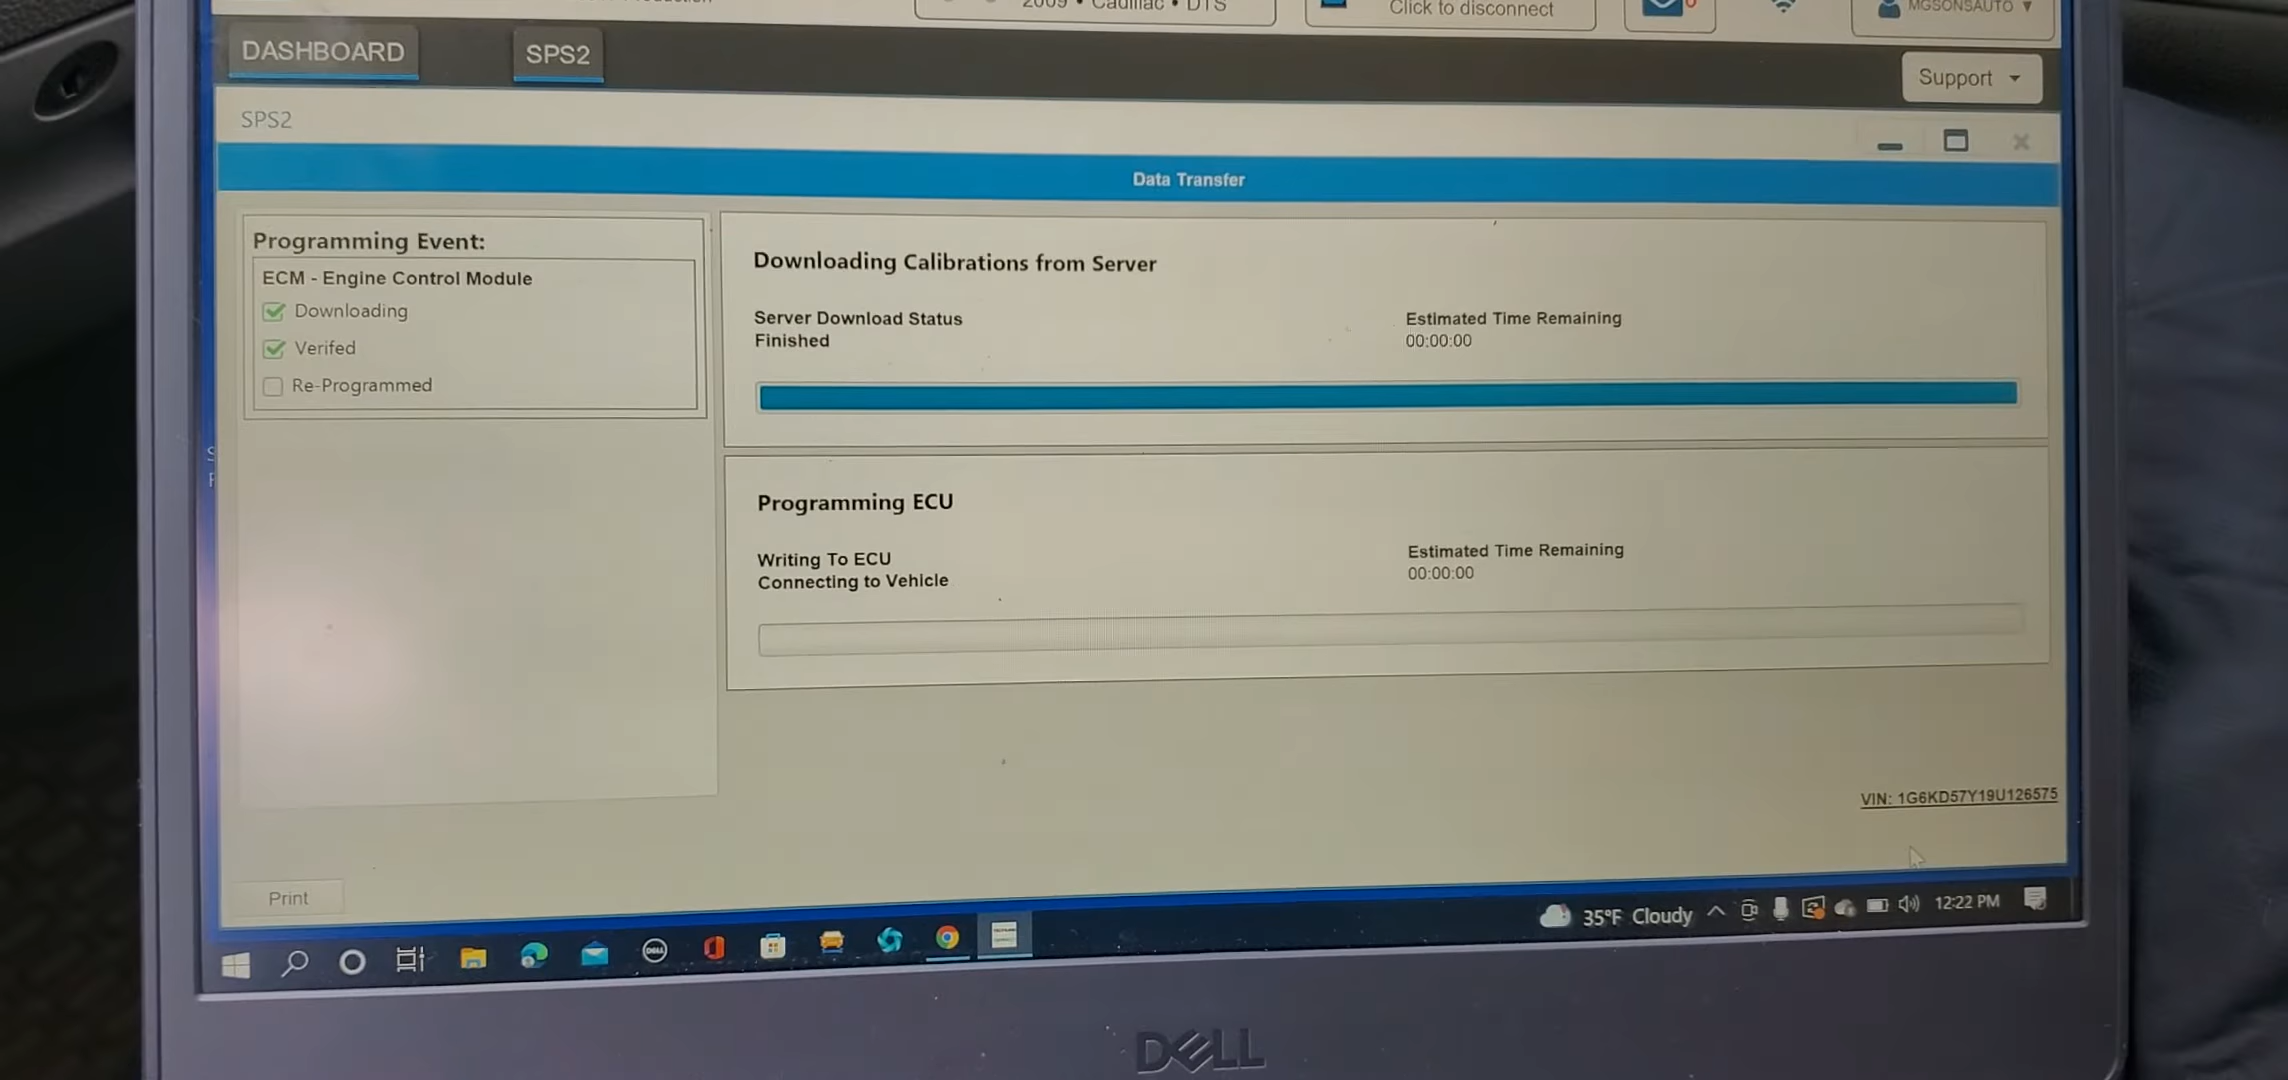 2009 • Cadillac • DTS
Click to disconnect
MGSONSAUTO
DASHBOARD
SPS2
Support
SPS2
Data Transfer
Programming Event:
ECM - Engine Control Module
Downloading
Verifed
Re-Programmed
Downloading Calibrations from Server
Server Download Status
Finished
Estimated Time Remaining
00:00:00
Programming ECU
Writing To ECU
Connecting to Vehicle
Estimated Time Remaining
00:00:00
VIN: 1G6KD57Y19U126575
Print
35°F Cloudy
12:22 PM
DELL
DELL